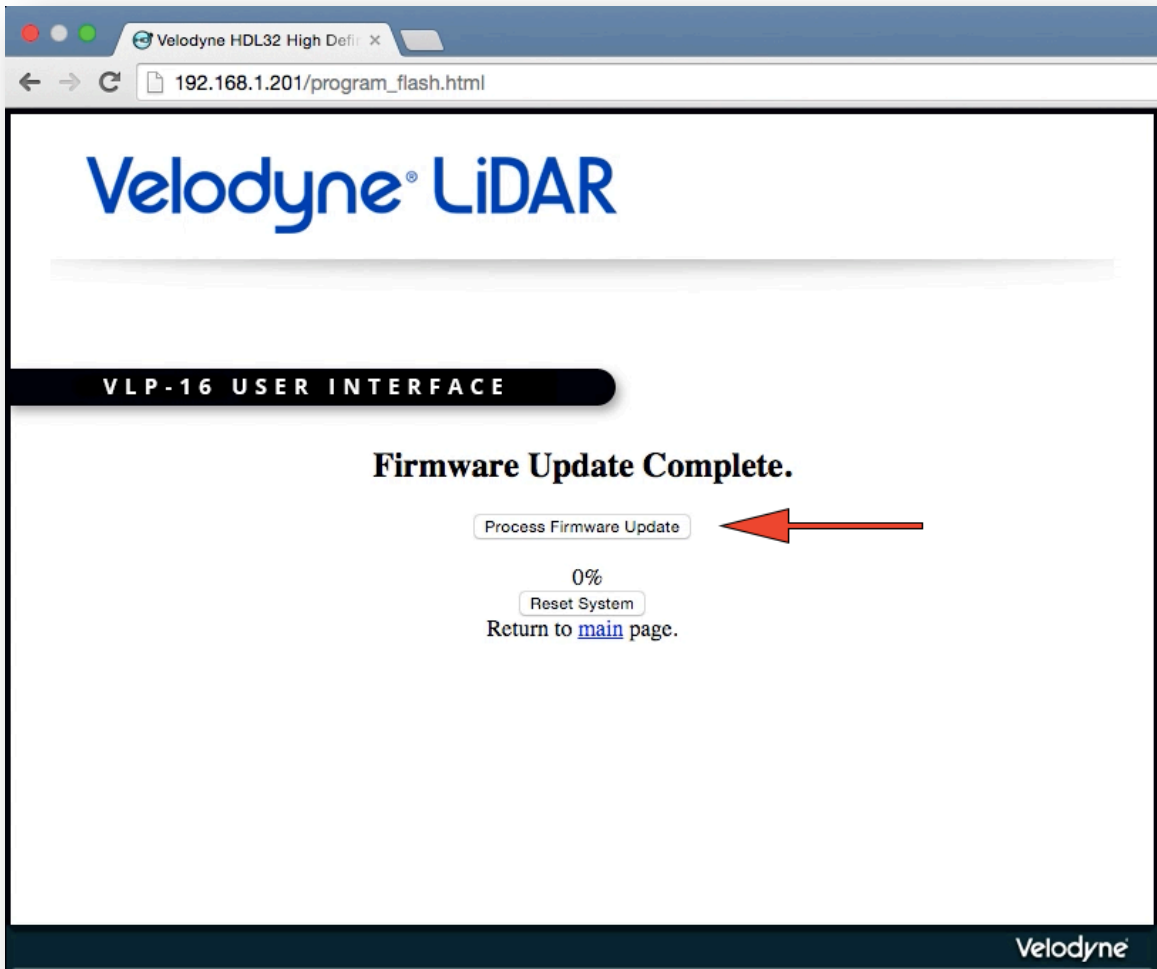 Velodyne HDL32 High Defi
192.168.1.201/program_flash.html
Velodyne® LiDAR
VLP-16 USER INTERFACE
Firmware Update Complete.
Process Firmware Update
0%
Reset System
Return to main page.
Velodyne